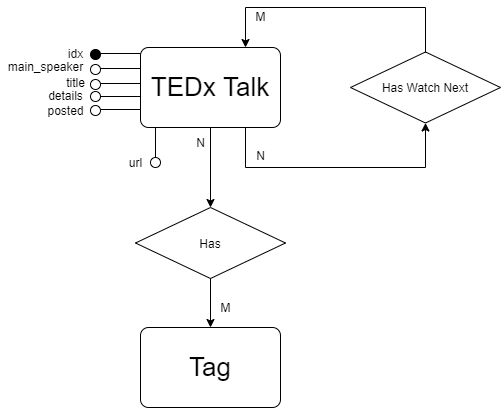 M
idx
main_speaker
title
details
posted
TEDx Talk
Has Watch Next
url
N
N
Has
M
Tag